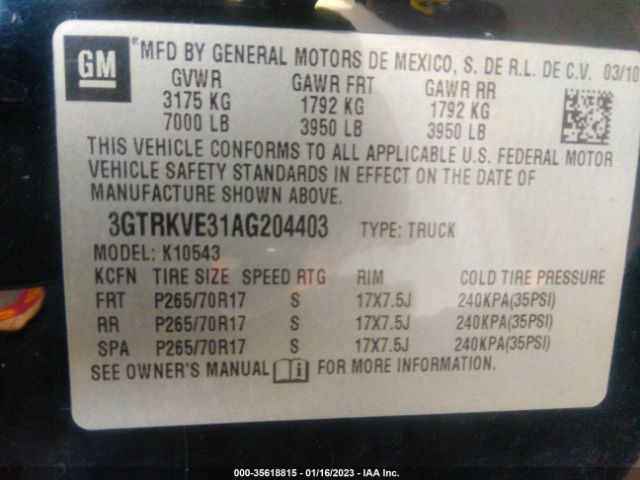 GM
MFD BY GENERAL MOTORS DE MEXICO, S. DE R.L. DE C.V. 03/10
GVWR GAWR FRT GAWR RR
3175 KG 1792 KG 1792 KG
7000 LB 3950 LB 3950 LB
THIS VEHICLE CONFORMS TO ALL APPLICABLE U.S. FEDERAL MOTOR
VEHICLE SAFETY STANDARDS IN EFFECT ON THE DATE OF
MANUFACTURE SHOWN ABOVE.
3GTRKVE31AG204403 TYPE: TRUCK
MODEL: K10543
KCFN TIRE SIZE SPEED RTG RIM COLD TIRE PRESSURE
FRT P265/70R17 S 17X7.5J 240KPA(35PSI)
RR P265/70R17 S 17X7.5J 240KPA(35PSI)
SPA P265/70R17 S 17X7.5J 240KPA(35PSI)
SEE OWNER'S MANUAL i FOR MORE INFORMATION.
000-35618815 - 01/16/2023 - IAA Inc.